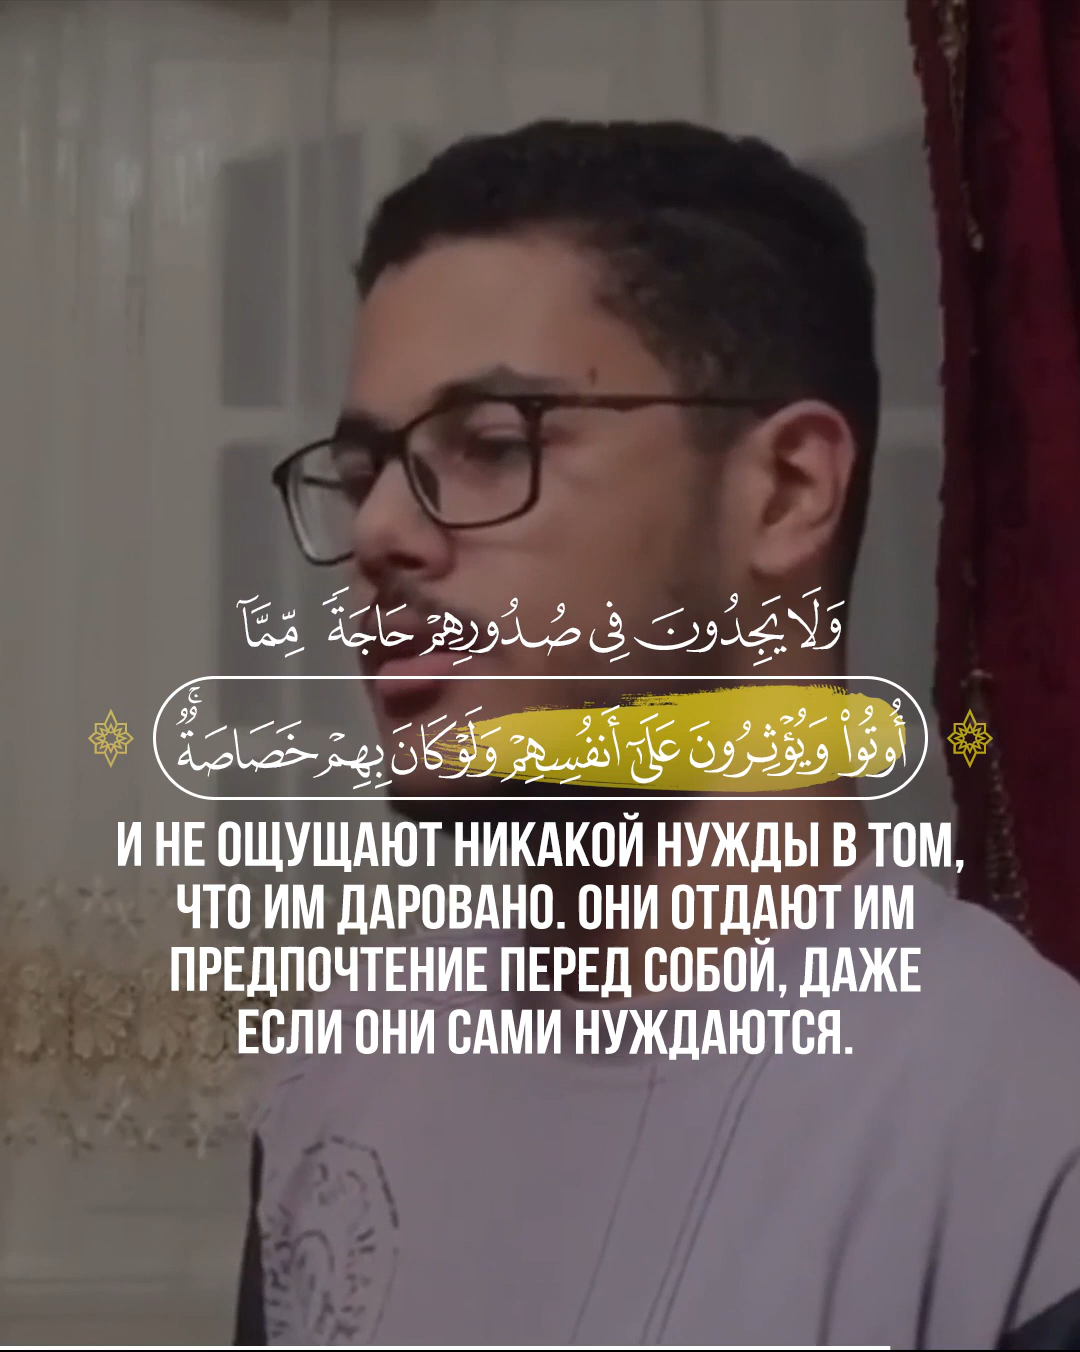 وَلَا يَجِدُونَ فِي صُدُورِهِمْ حَاجَةً مِّمَّآ
أُوتُوا۟ وَيُؤْثِرُونَ عَلَىٰٓ أَنفُسِهِمْ وَلَوْ كَانَ بِهِمْ خَصَاصَةٌۚ
И НЕ ОЩУЩАЮТ НИКАКОЙ НУЖДЫ В ТОМ,
ЧТО ИМ ДАРОВАНО. ОНИ ОТДАЮТ ИМ
ПРЕДПОЧТЕНИЕ ПЕРЕД СОБОЙ, ДАЖЕ
ЕСЛИ ОНИ САМИ НУЖДАЮТСЯ.